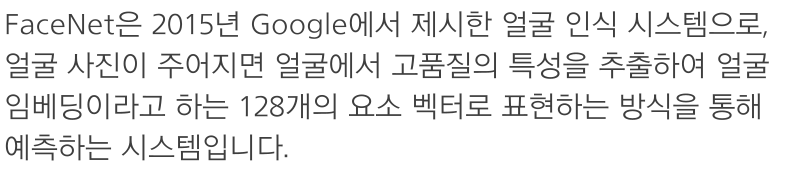 FaceNet은 2015년 Google에서 제시한 얼굴 인식 시스템으로,
얼굴 사진이 주어지면 얼굴에서 고품질의 특성을 추출하여 얼굴
임베딩이라고 하는 128개의 요소 벡터로 표현하는 방식을 통해
예측하는 시스템입니다.